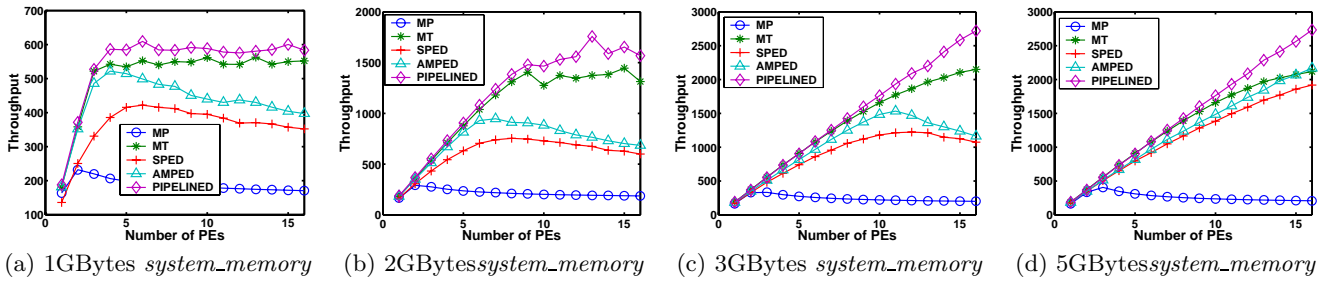 700
600
500
400
300
200
100
0
5
10
15
Throughput
Number of PEs
MP
MT
SPED
AMPED
PIPELINED
(a) 1GBytes system_memory
2000
1500
1000
500
0
0
5
10
15
Throughput
Number of PEs
MP
MT
SPED
AMPED
PIPELINED
(b) 2GBytessystem_memory
3000
2500
2000
1500
1000
500
0
0
5
10
15
Throughput
Number of PEs
MP
MT
SPED
AMPED
PIPELINED
(c) 3GBytes system_memory
3000
2500
2000
1500
1000
500
0
0
5
10
15
Throughput
Number of PEs
MP
MT
SPED
AMPED
PIPELINED
(d) 5GBytessystem_memory